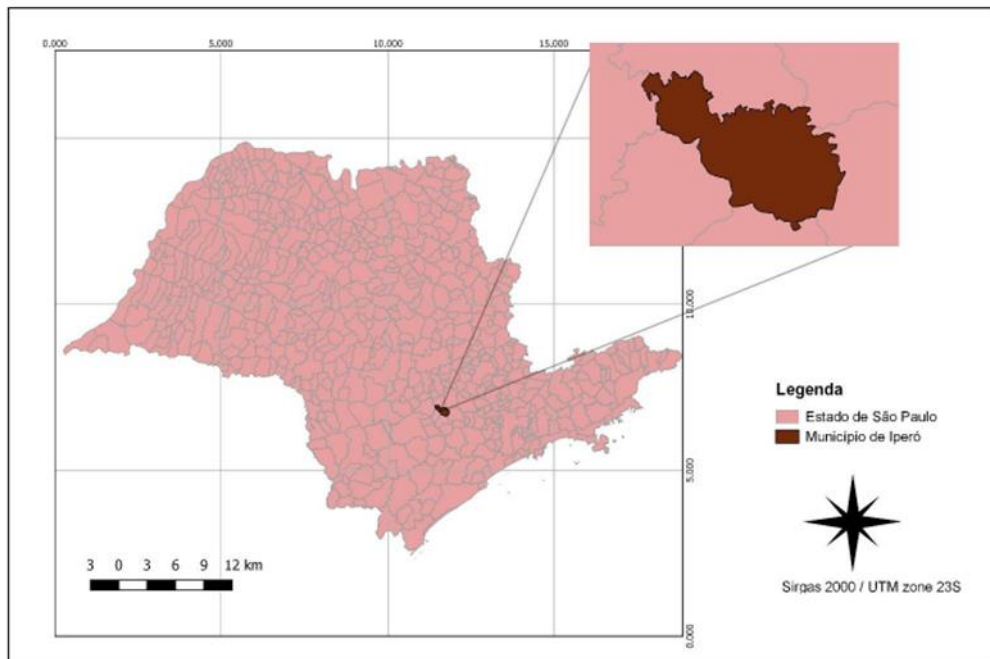 0.000 5.000 10.000 15.000
10.000
Legenda
Estado de São Paulo
Município de Iperó
5.000
3 0 3 6 9 12 km
Sirgas 2000 / UTM zone 23S
0.000